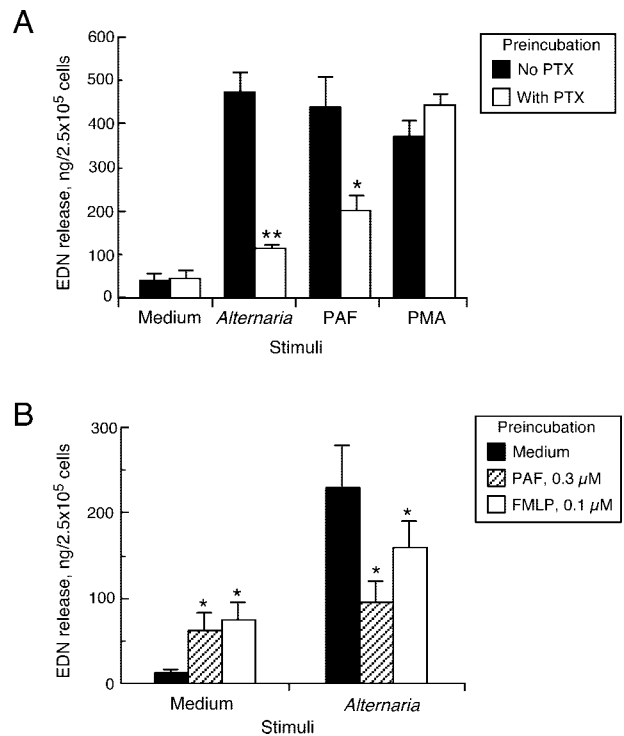 A
EDN release, ng/2.5x10⁵ cells
600
500
400
300
200
100
0
**
*
Medium
Alternaria
PAF
PMA
Stimuli
Preincubation
No PTX
With PTX
B
EDN release, ng/2.5x10⁵ cells
300
200
100
0
*
*
*
*
Medium
Alternaria
Stimuli
Preincubation
Medium
PAF, 0.3 µM
FMLP, 0.1 µM